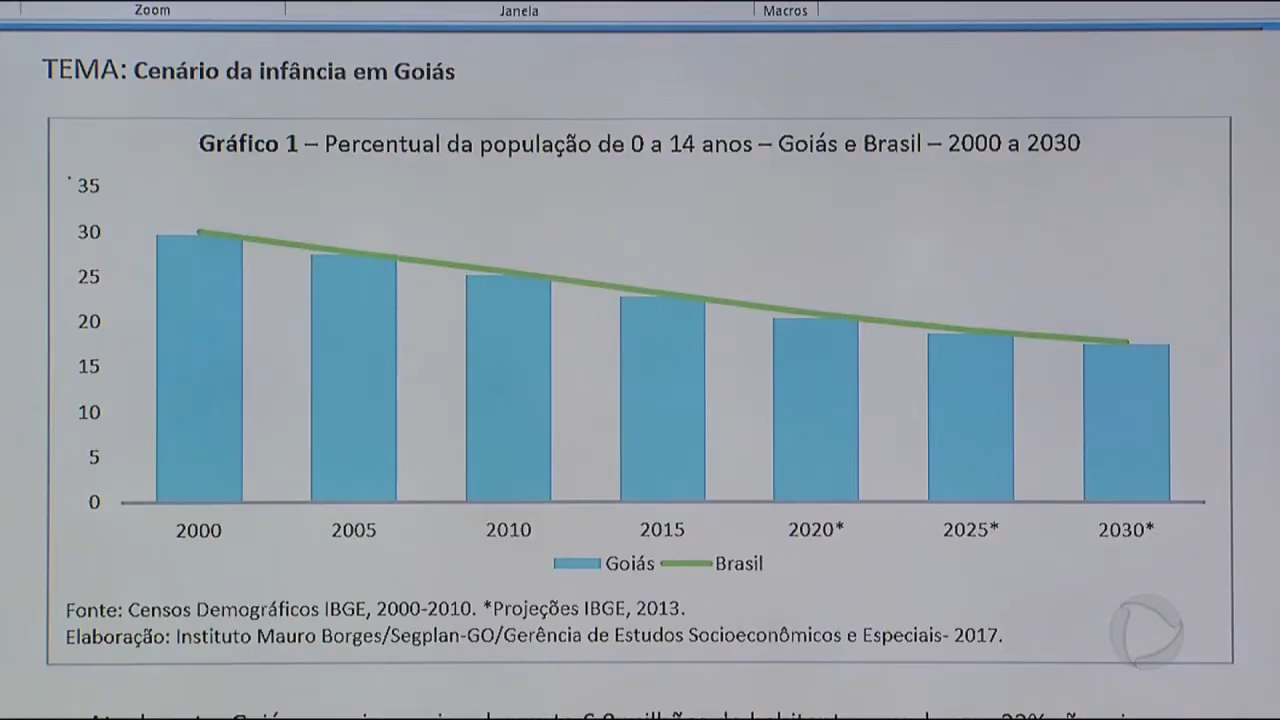 Zoom
Janela
Macros
TEMA: Cenário da infância em Goiás
Gráfico 1 – Percentual da população de 0 a 14 anos – Goiás e Brasil – 2000 a 2030
35
30
25
20
15
10
5
0
2000 2005 2010 2015 2020* 2025* 2030*
Goiás Brasil
Fonte: Censos Demográficos IBGE, 2000-2010. *Projeções IBGE, 2013.
Elaboração: Instituto Mauro Borges/Segplan-GO/Gerência de Estudos Socioeconômicos e Especiais- 2017.